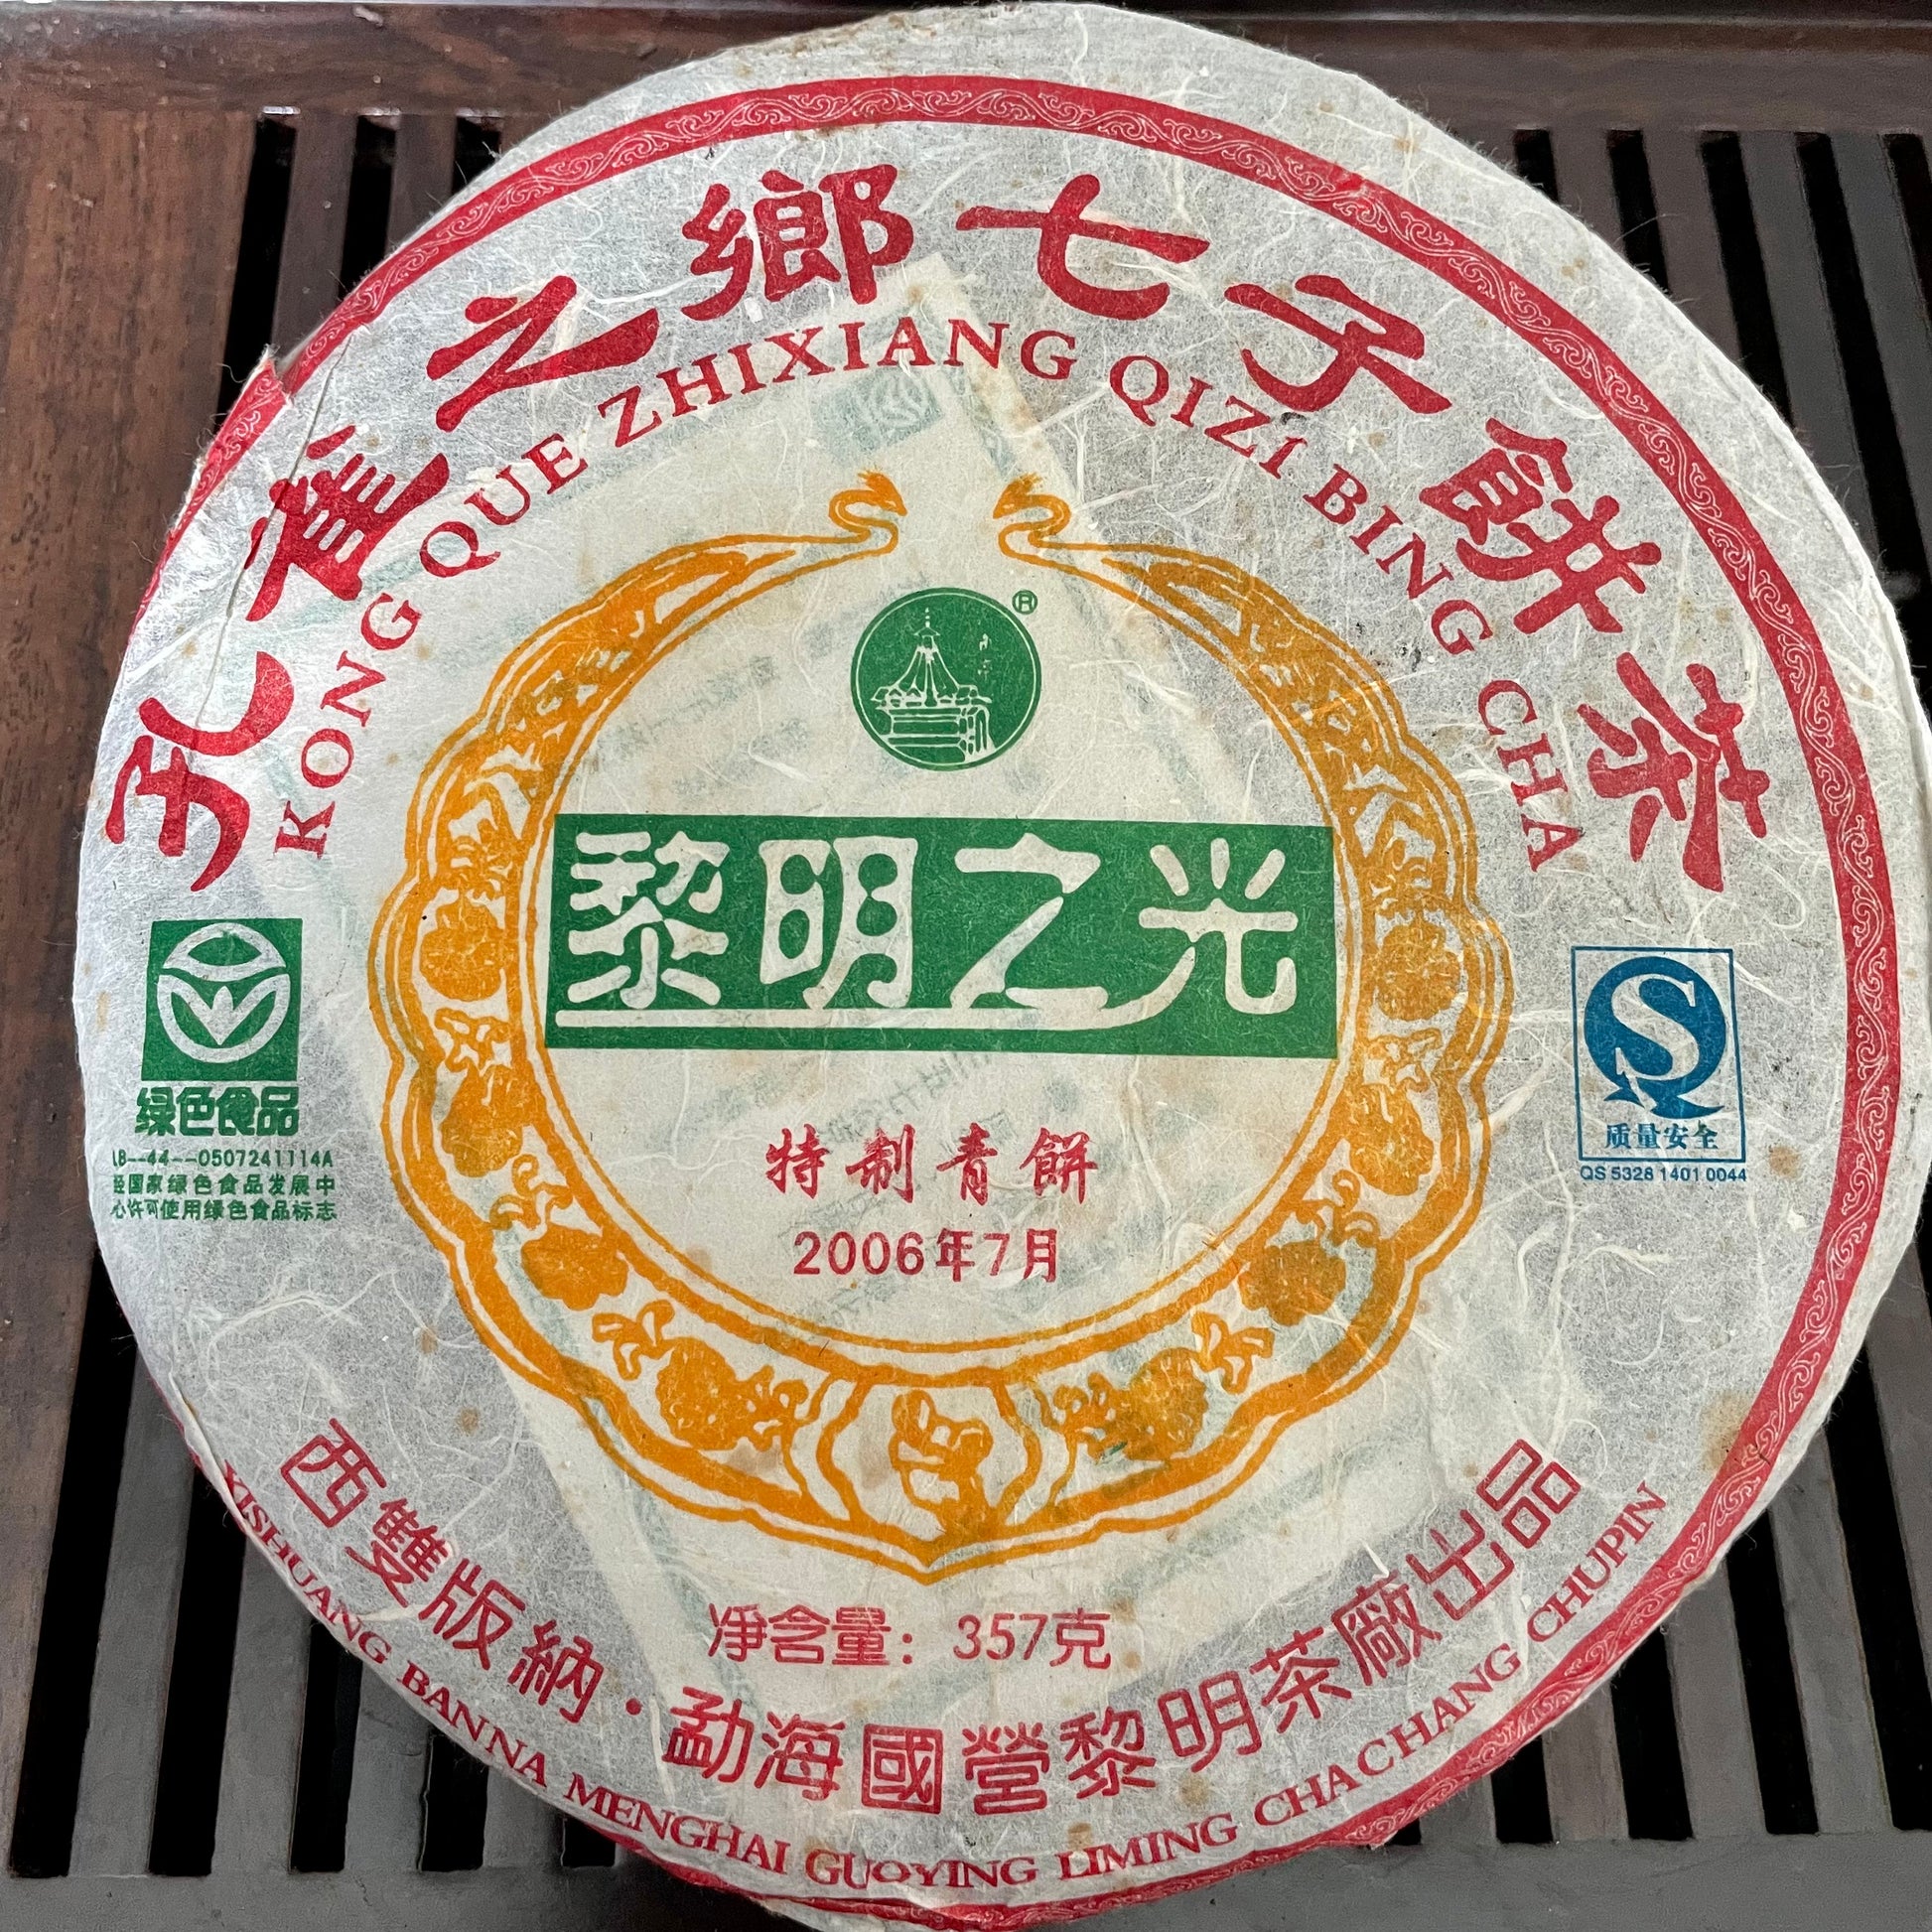 孔雀之鄉七子餅茶
KONG QUE ZHIXIANG QIZI BING CHA
®
黎明之光
特制青餅
2006年7月
绿色食品
LB--44--0507241114A
经国家绿色食品发展中
心许可使用绿色食品标志
质量安全
QS 5328 1401 0044
净含量：357克
西雙版納·勐海國營黎明茶廠出品
XISHUANG BANNA MENGHAI GUOYING LIMING CHACHANG CHUPIN